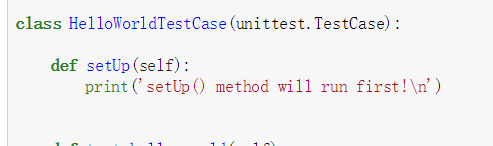 class HelloWorldTestCase(unittest.TestCase):
def setUp(self):
print('setUp() method will run first!\n')